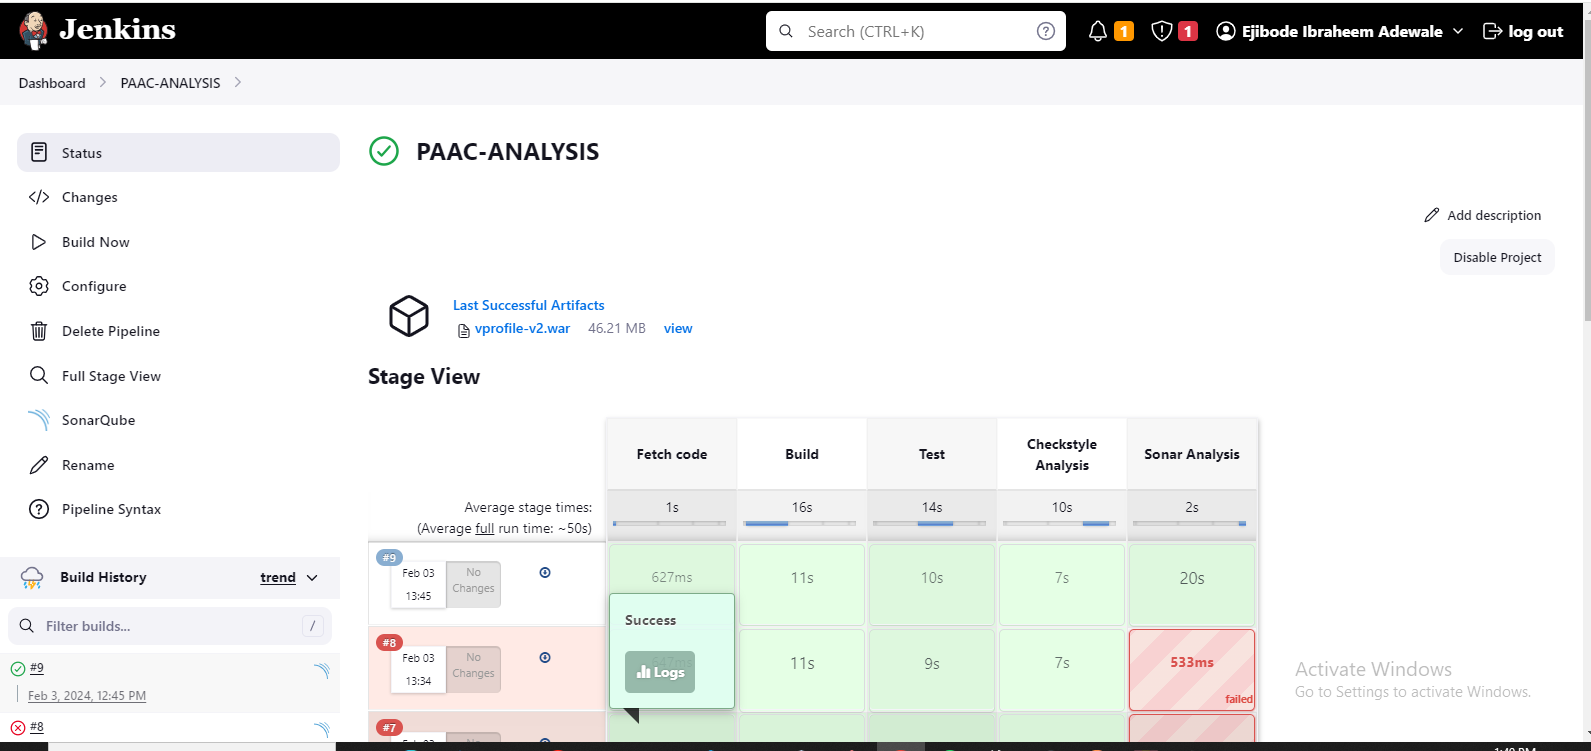 Jenkins
Search (CTRL+K)
1
1
Ejibode Ibraheem Adewale
log out
Dashboard
PAAC-ANALYSIS
Status
Changes
Build Now
Configure
Delete Pipeline
Full Stage View
SonarQube
Rename
Pipeline Syntax
Build History
trend
Filter builds...
/
#9
Feb 3, 2024, 12:45 PM
#8
PAAC-ANALYSIS
Add description
Disable Project
Last Successful Artifacts
vprofile-v2.war 46.21 MB view
Stage View
Fetch code
Build
Test
Checkstyle
Analysis
Sonar Analysis
Average stage times:
(Average full run time: ~50s)
1s
16s
14s
10s
2s
#9
Feb 03
13:45
No
Changes
627ms
11s
10s
7s
20s
Success
Logs
#8
Feb 03
13:34
No
Changes
647ms
11s
9s
7s
533ms
failed
#7
Activate Windows
Go to Settings to activate Windows.